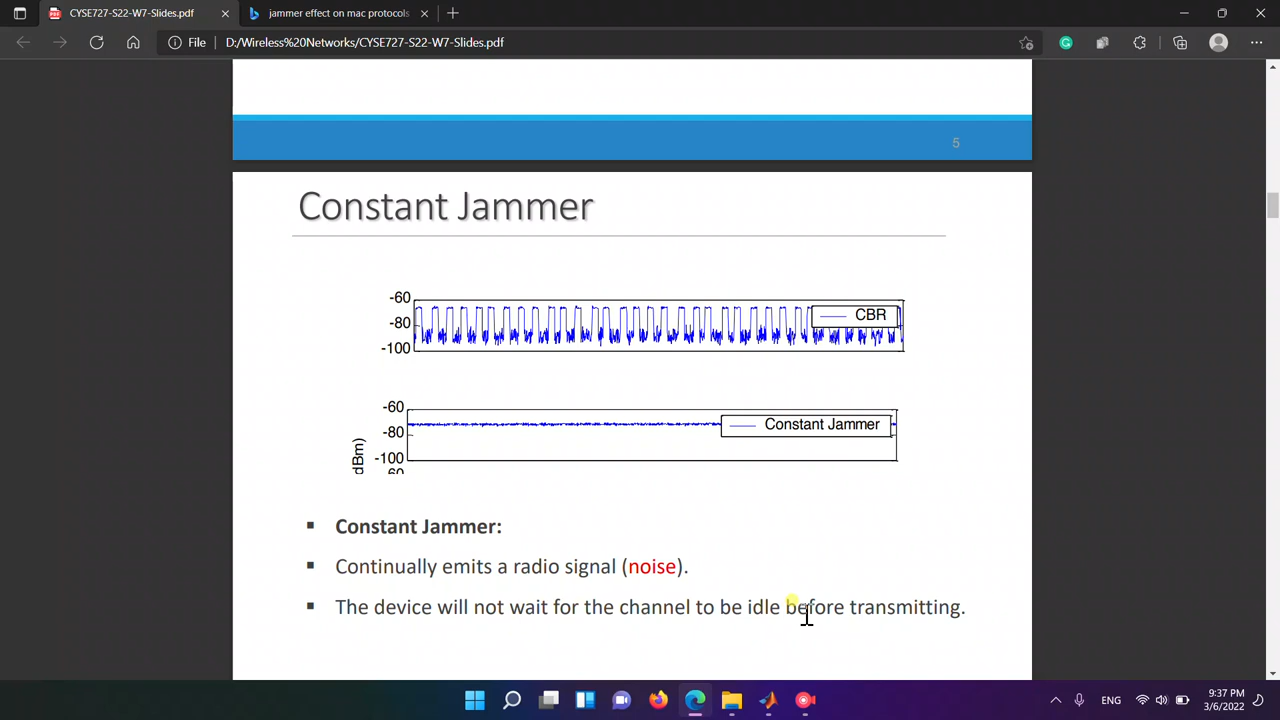 CYSE727-S22-W7-Slides.pdf
jammer effect on mac protocols
File D:/Wireless%20Networks/CYSE727-S22-W7-Slides.pdf
5
Constant Jammer
-60
-80
-100
CBR
-60
-80
-100
-60
dBm)
Constant Jammer
▪ Constant Jammer:
▪ Continually emits a radio signal (noise).
▪ The device will not wait for the channel to be idle before transmitting.
ENG
9:37 PM
3/6/2022